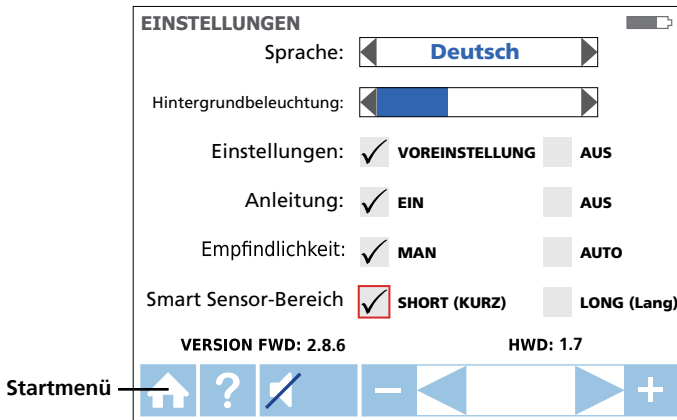 EINSTELLUNGEN
Sprache: Deutsch
Hintergrundbeleuchtung:
Einstellungen: VOREINSTELLUNG AUS
Anleitung: EIN AUS
Empfindlichkeit: MAN AUTO
Smart Sensor-Bereich SHORT (KURZ) LONG (Lang)
VERSION FWD: 2.8.6 HWD: 1.7
Startmenü ? − +